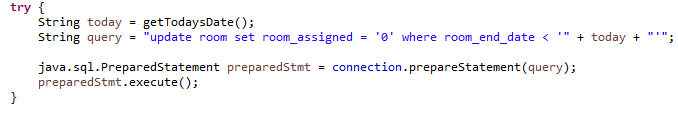 try {
String today = getTodaysDate();
String query = "update room set room_assigned = '0' where room_end_date < '" + today + "'";
java.sql.PreparedStatement preparedStmt = connection.prepareStatement(query);
preparedStmt.execute();
}